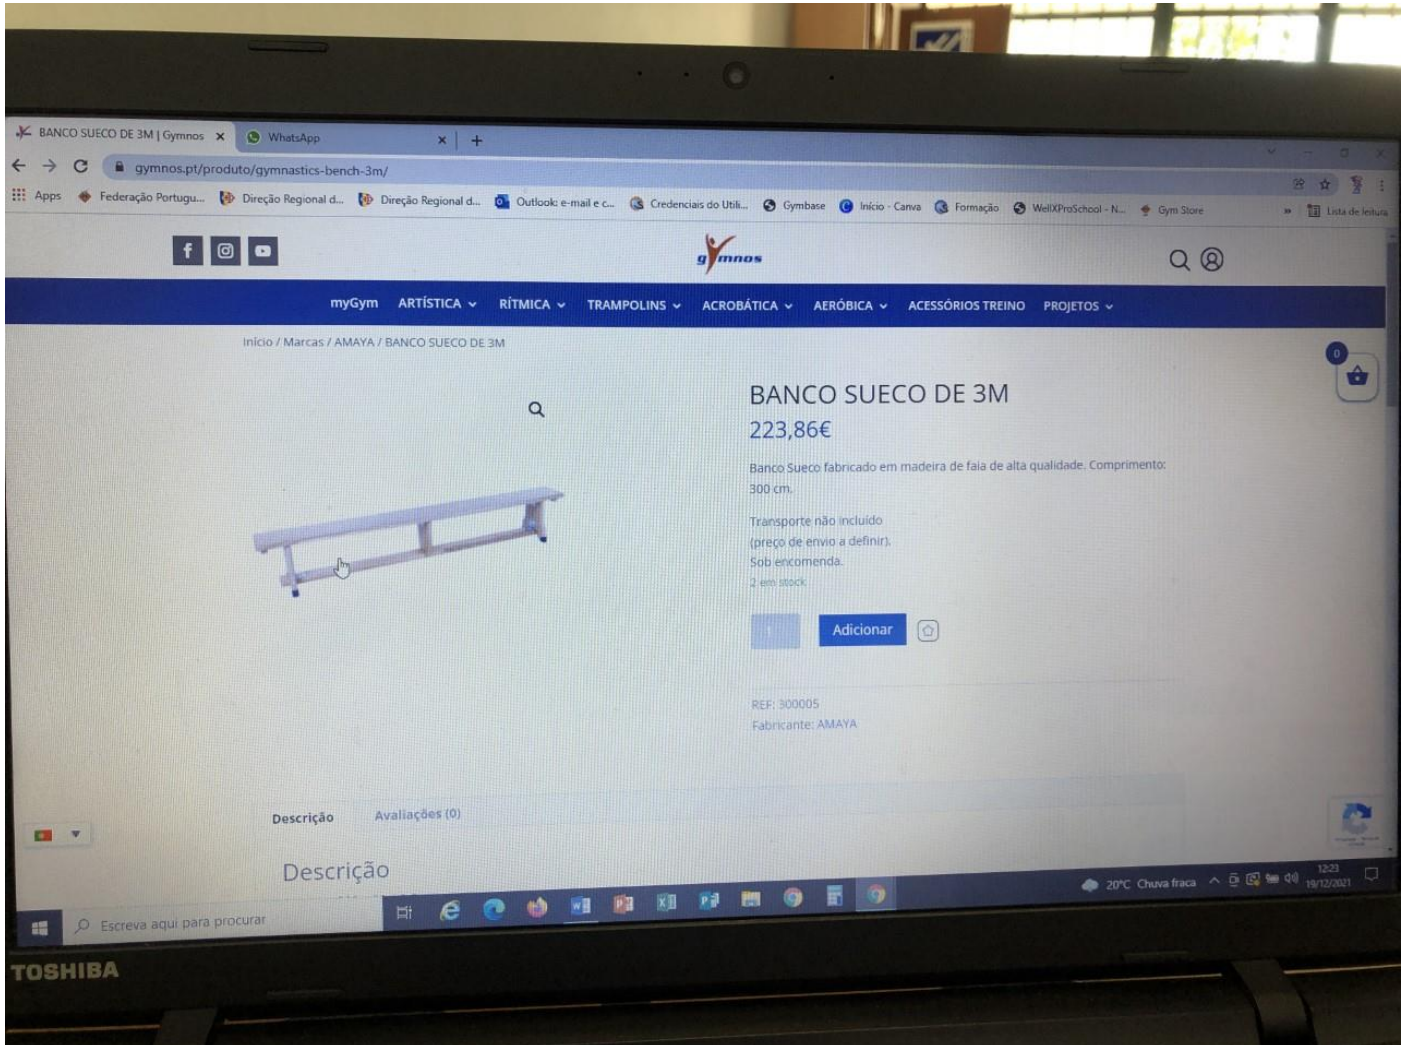 BANCO SUECO DE 3M | Gymnos
WhatsApp
gymnos.pt/produto/gymnastics-bench-3m/
Apps
Federação Portugu...
Direção Regional d...
Direção Regional d...
Outlook: e-mail e c...
Credenciais do Utili...
Gymbase
Início - Canva
Formação
WellXProSchool - N...
Gym Store
»
Lista de leitura
gymnos
myGym ARTÍSTICA RÍTMICA TRAMPOLINS ACROBÁTICA AERÓBICA ACESSÓRIOS TREINO PROJETOS
Início / Marcas / AMAYA / BANCO SUECO DE 3M
0
BANCO SUECO DE 3M
223,86€
Banco Sueco fabricado em madeira de faia de alta qualidade. Comprimento:
300 cm.
Transporte não incluído
(preço de envio a definir).
Sob encomenda.
2 em stock
1
Adicionar
REF: 300005
Fabricante: AMAYA
Descrição
Avaliações (0)
Descrição
Escreva aqui para procurar
20°C Chuva fraca
12:23
19/12/2021
TOSHIBA